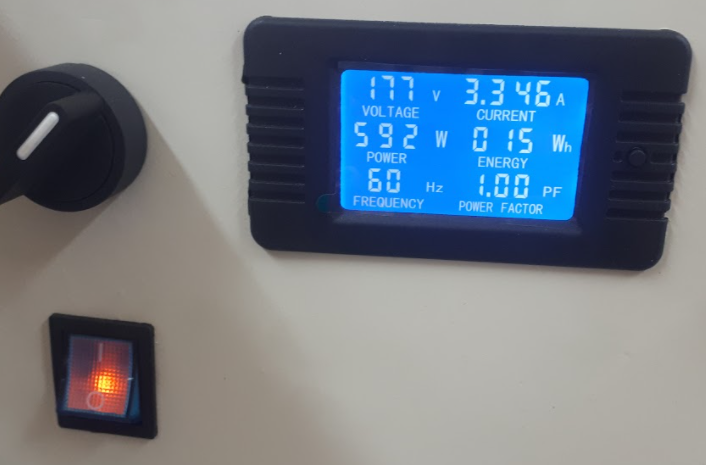 177 V 3.346 A
VOLTAGE CURRENT
592 W 015 Wh
POWER ENERGY
60 Hz 1.00 PF
FREQUENCY POWER FACTOR